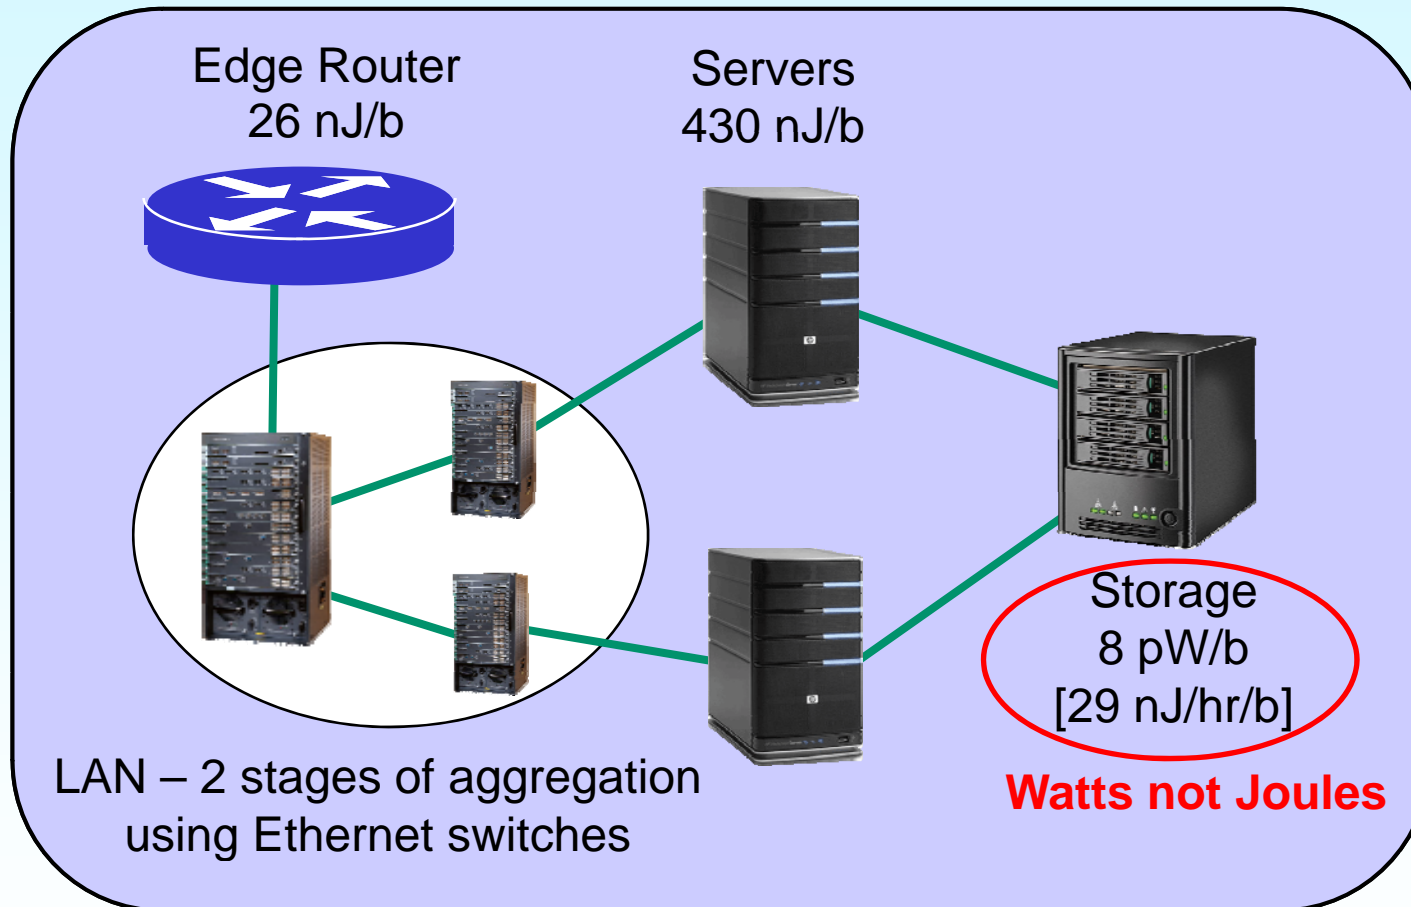 Edge Router
26 nJ/b
Servers
430 nJ/b
Storage
8 pW/b
[29 nJ/hr/b]
Watts not Joules
LAN – 2 stages of aggregation
using Ethernet switches